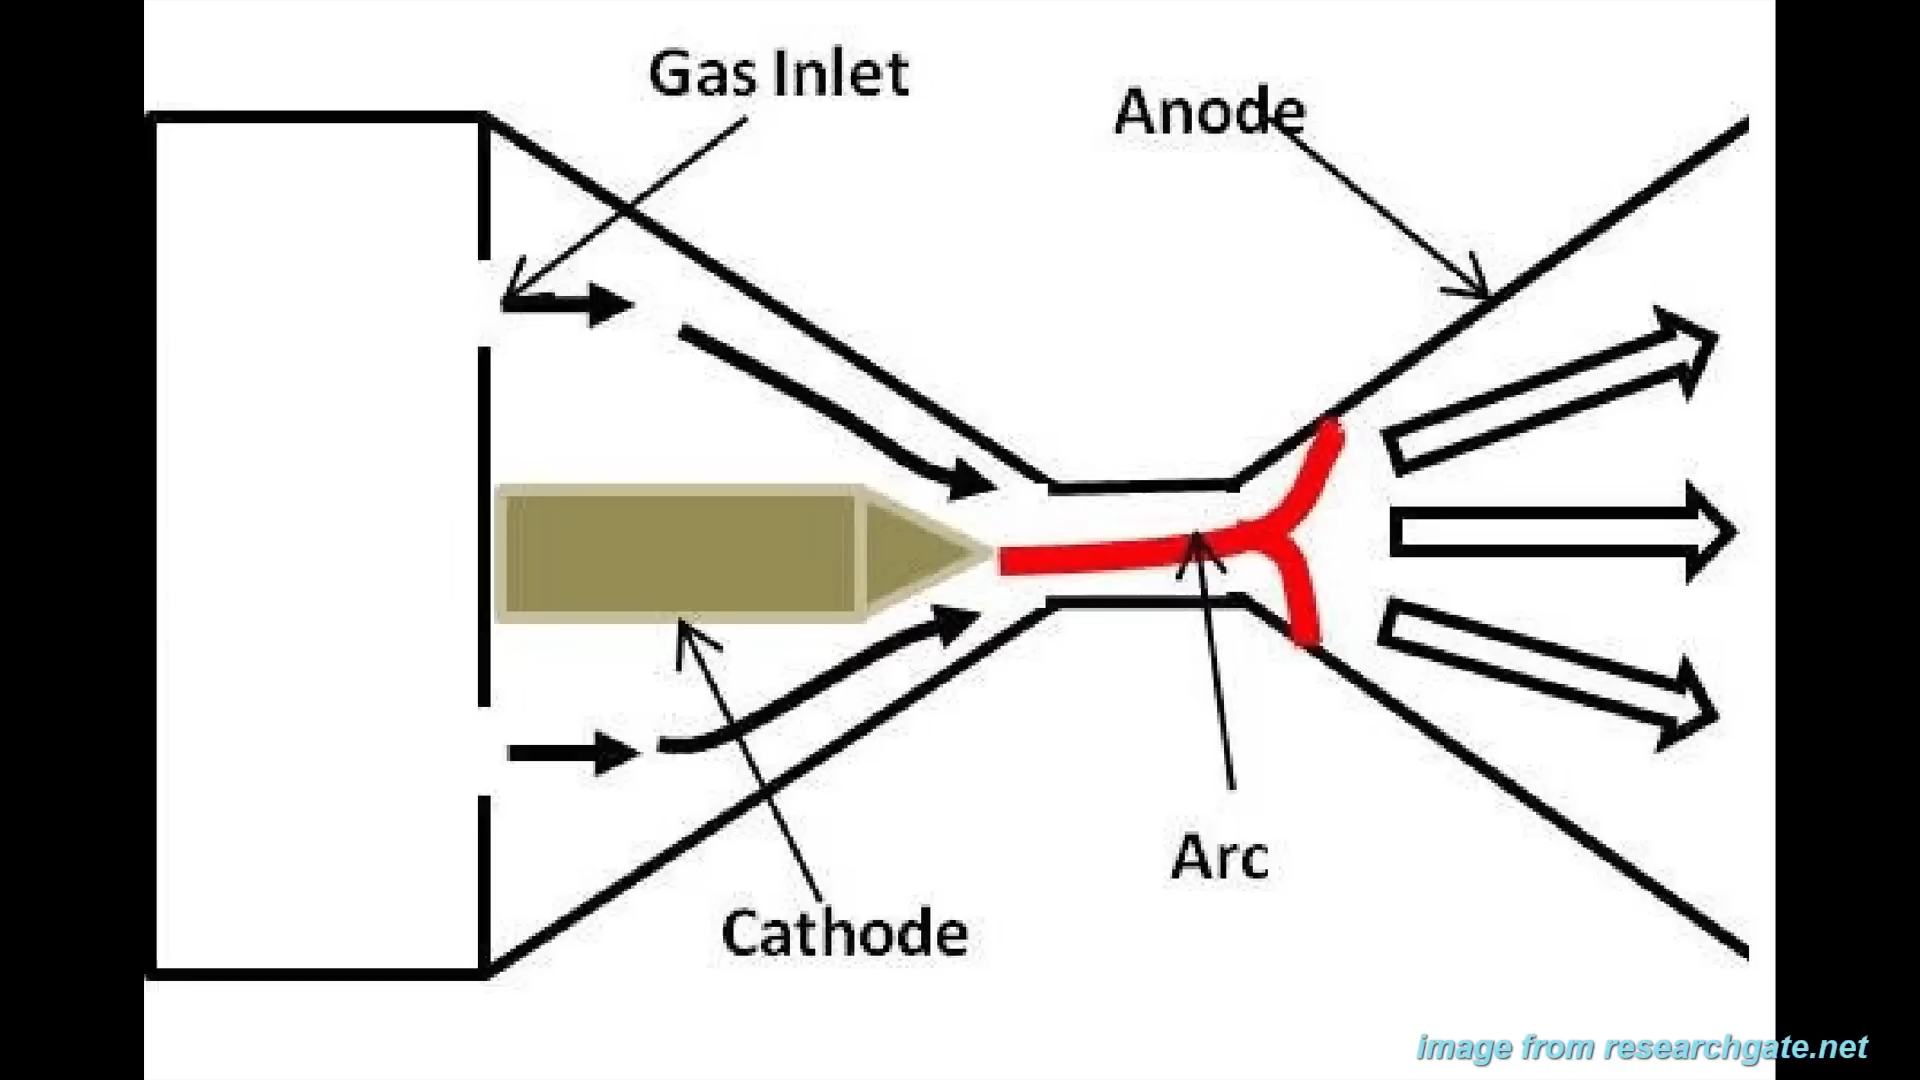 Gas Inlet
Anode
Arc
Cathode
image from researchgate.net